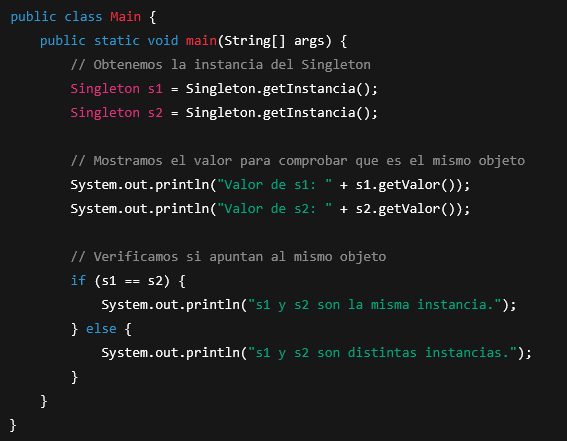 public class Main {
    public static void main(String[] args) {
        // Obtenemos la instancia del Singleton
        Singleton s1 = Singleton.getInstancia();
        Singleton s2 = Singleton.getInstancia();

        // Mostramos el valor para comprobar que es el mismo objeto
        System.out.println("Valor de s1: " + s1.getValor());
        System.out.println("Valor de s2: " + s2.getValor());

        // Verificamos si apuntan al mismo objeto
        if (s1 == s2) {
            System.out.println("s1 y s2 son la misma instancia.");
        } else {
            System.out.println("s1 y s2 son distintas instancias.");
        }
    }
}